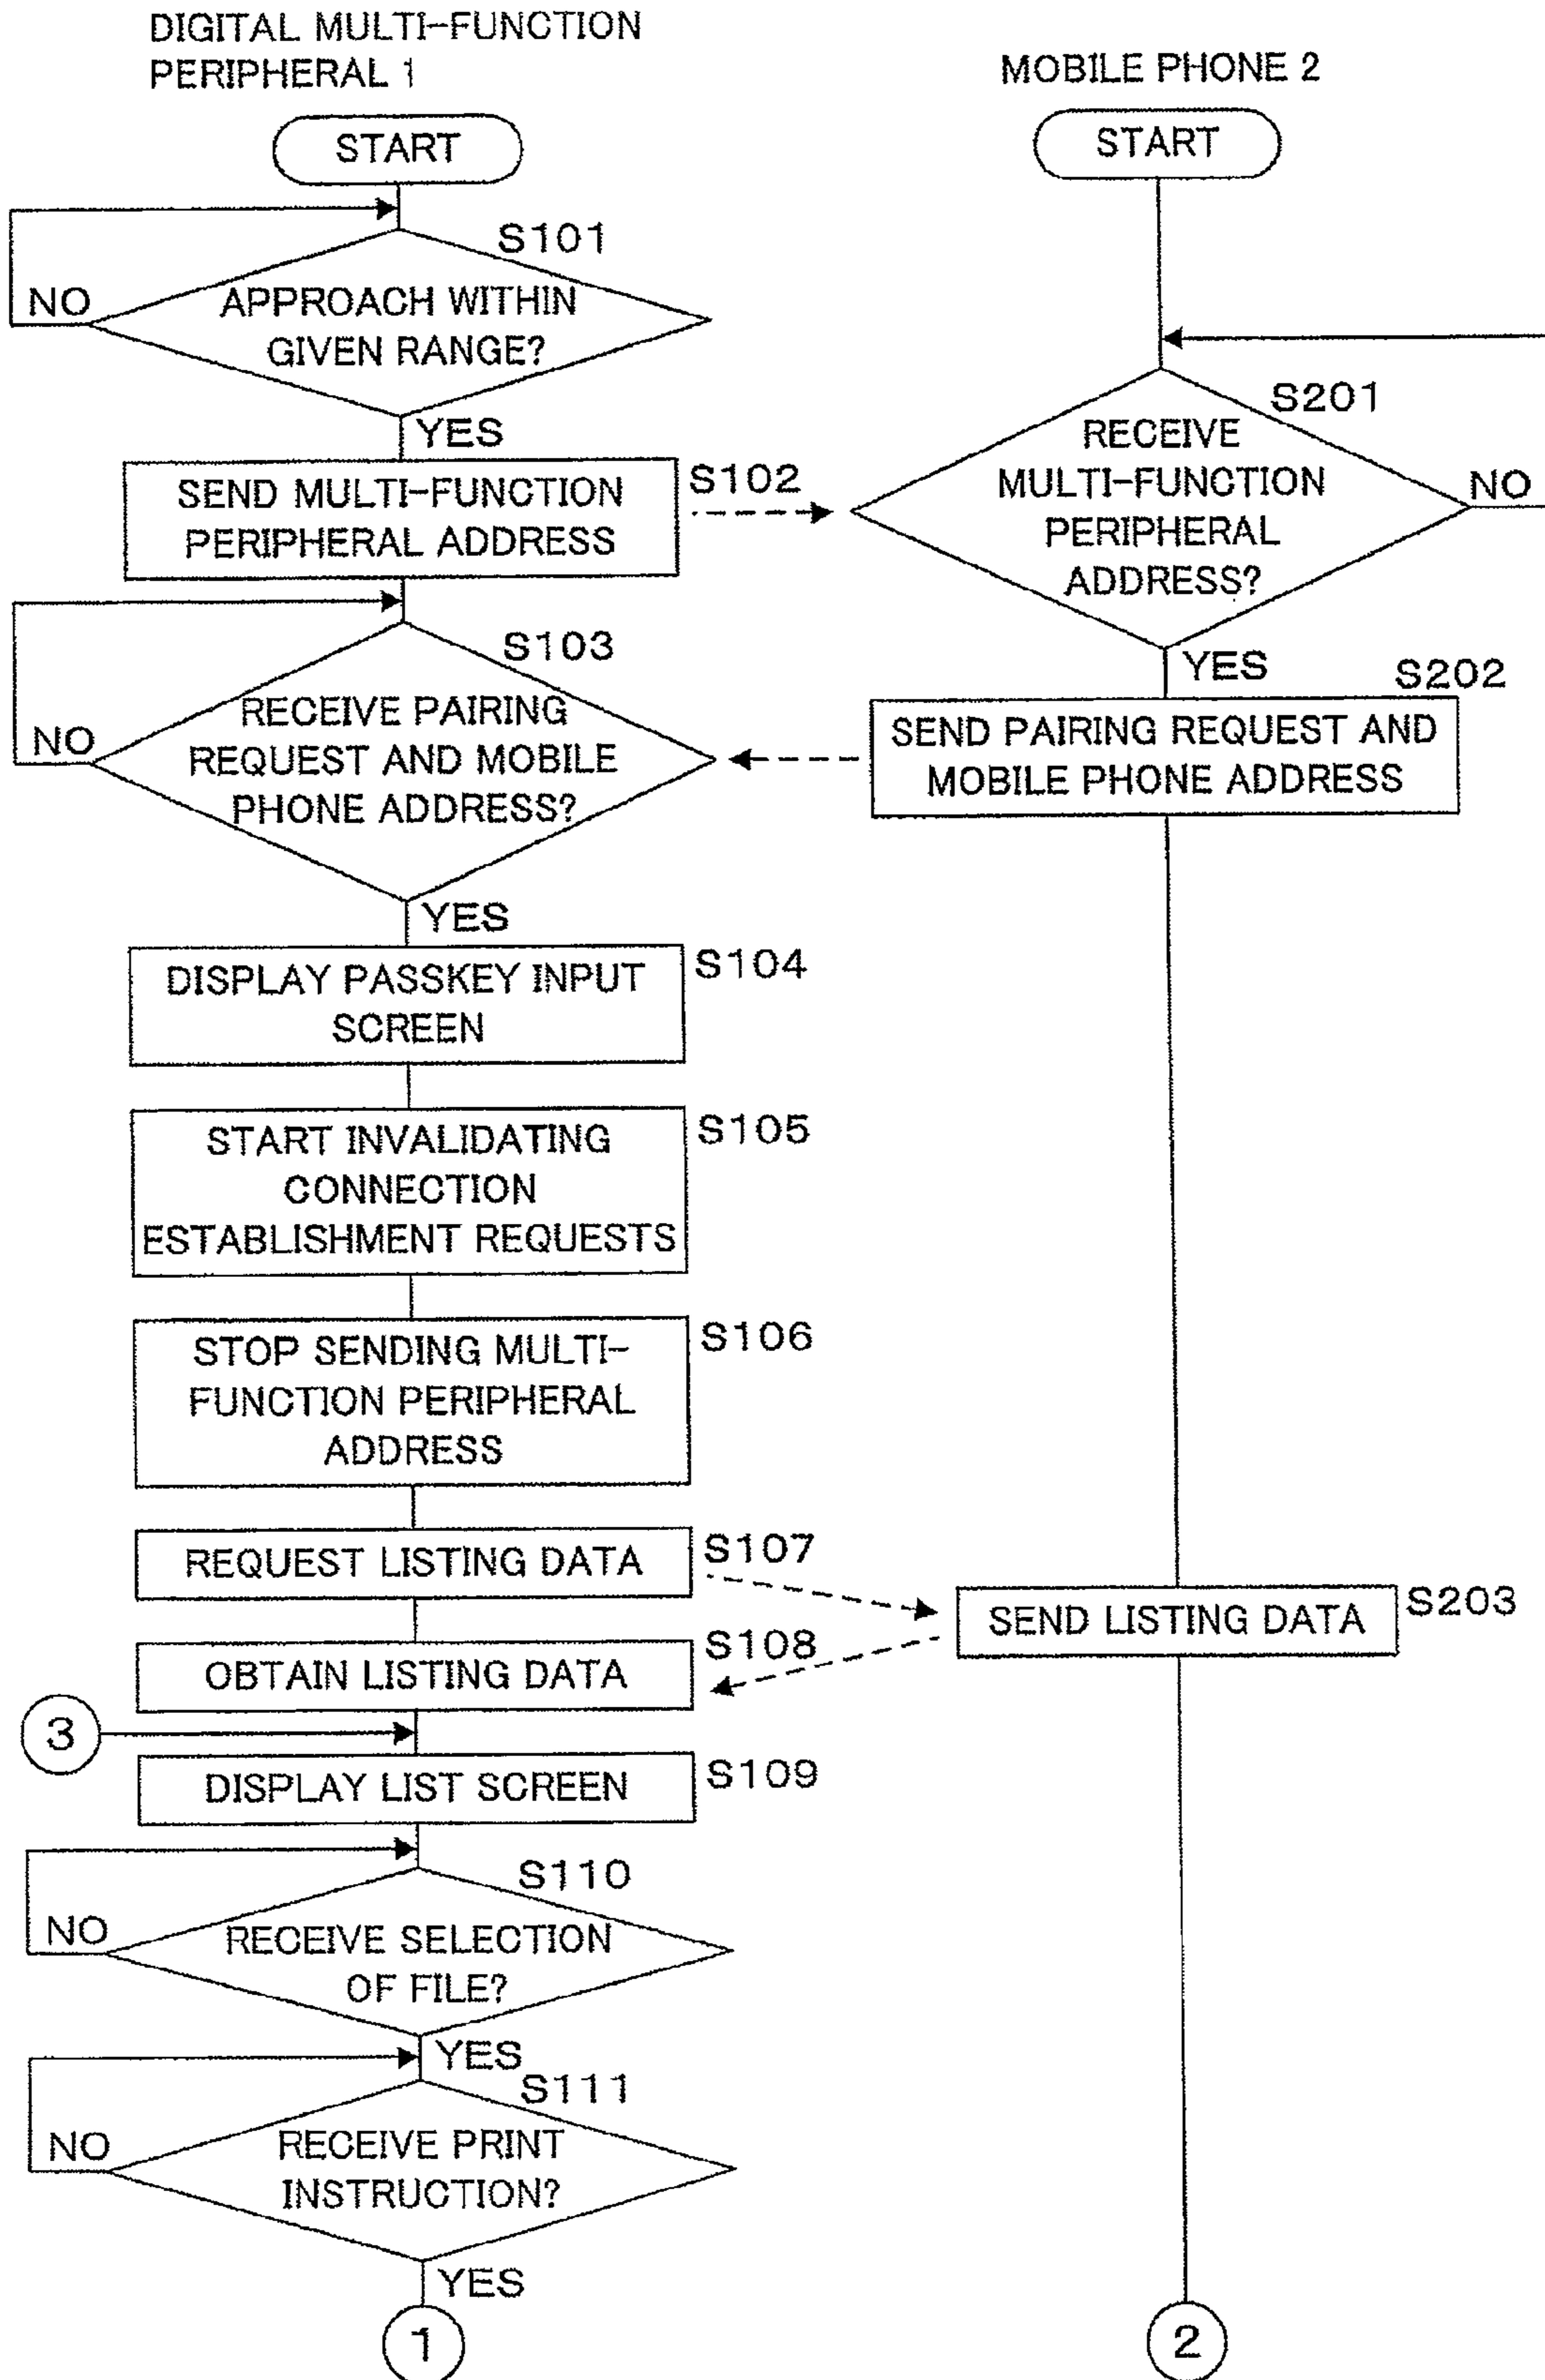 DIGITAL MULTI-FUNCTION
PERIPHERAL 1
START
S101
NO
APPROACH WITHIN
GIVEN RANGE?
YES
SEND MULTI-FUNCTION
PERIPHERAL ADDRESS
S102
S103
RECEIVE PAIRING
REQUEST AND MOBILE
PHONE ADDRESS?
NO
YES
DISPLAY PASSKEY INPUT
SCREEN
S104
START INVALIDATING
CONNECTION
ESTABLISHMENT REQUESTS
S105
STOP SENDING MULTI-
FUNCTION PERIPHERAL
ADDRESS
S106
REQUEST LISTING DATA
S107
OBTAIN LISTING DATA
S108
3
DISPLAY LIST SCREEN
S109
S110
NO
RECEIVE SELECTION
OF FILE?
YES
S111
NO
RECEIVE PRINT
INSTRUCTION?
YES
1
MOBILE PHONE 2
START
S201
RECEIVE
MULTI-FUNCTION
PERIPHERAL
ADDRESS?
NO
YES
S202
SEND PAIRING REQUEST AND
MOBILE PHONE ADDRESS
SEND LISTING DATA
S203
2